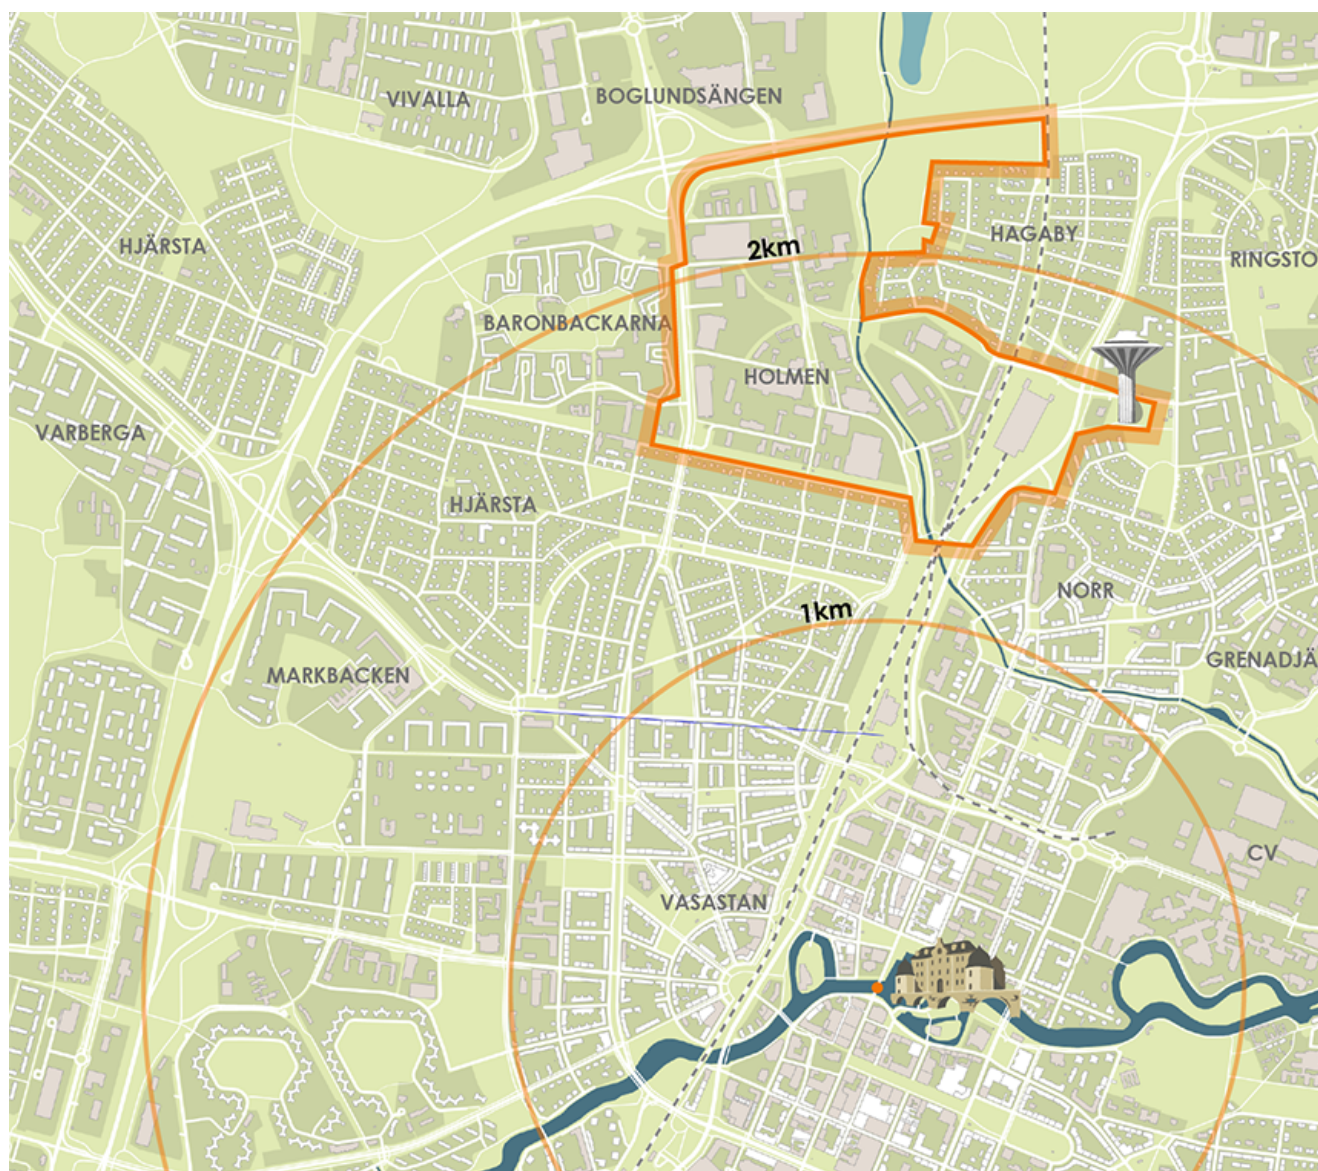 VIVALLA
BOGLUNDSÄNGEN
HJÄRSTA
2km
HAGABY
RINGSTO
BARONBACKARNA
HOLMEN
VARBERGA
HJÄRSTA
1km
NORR
MARKBACKEN
GRENADJÄ
CV
VASASTAN